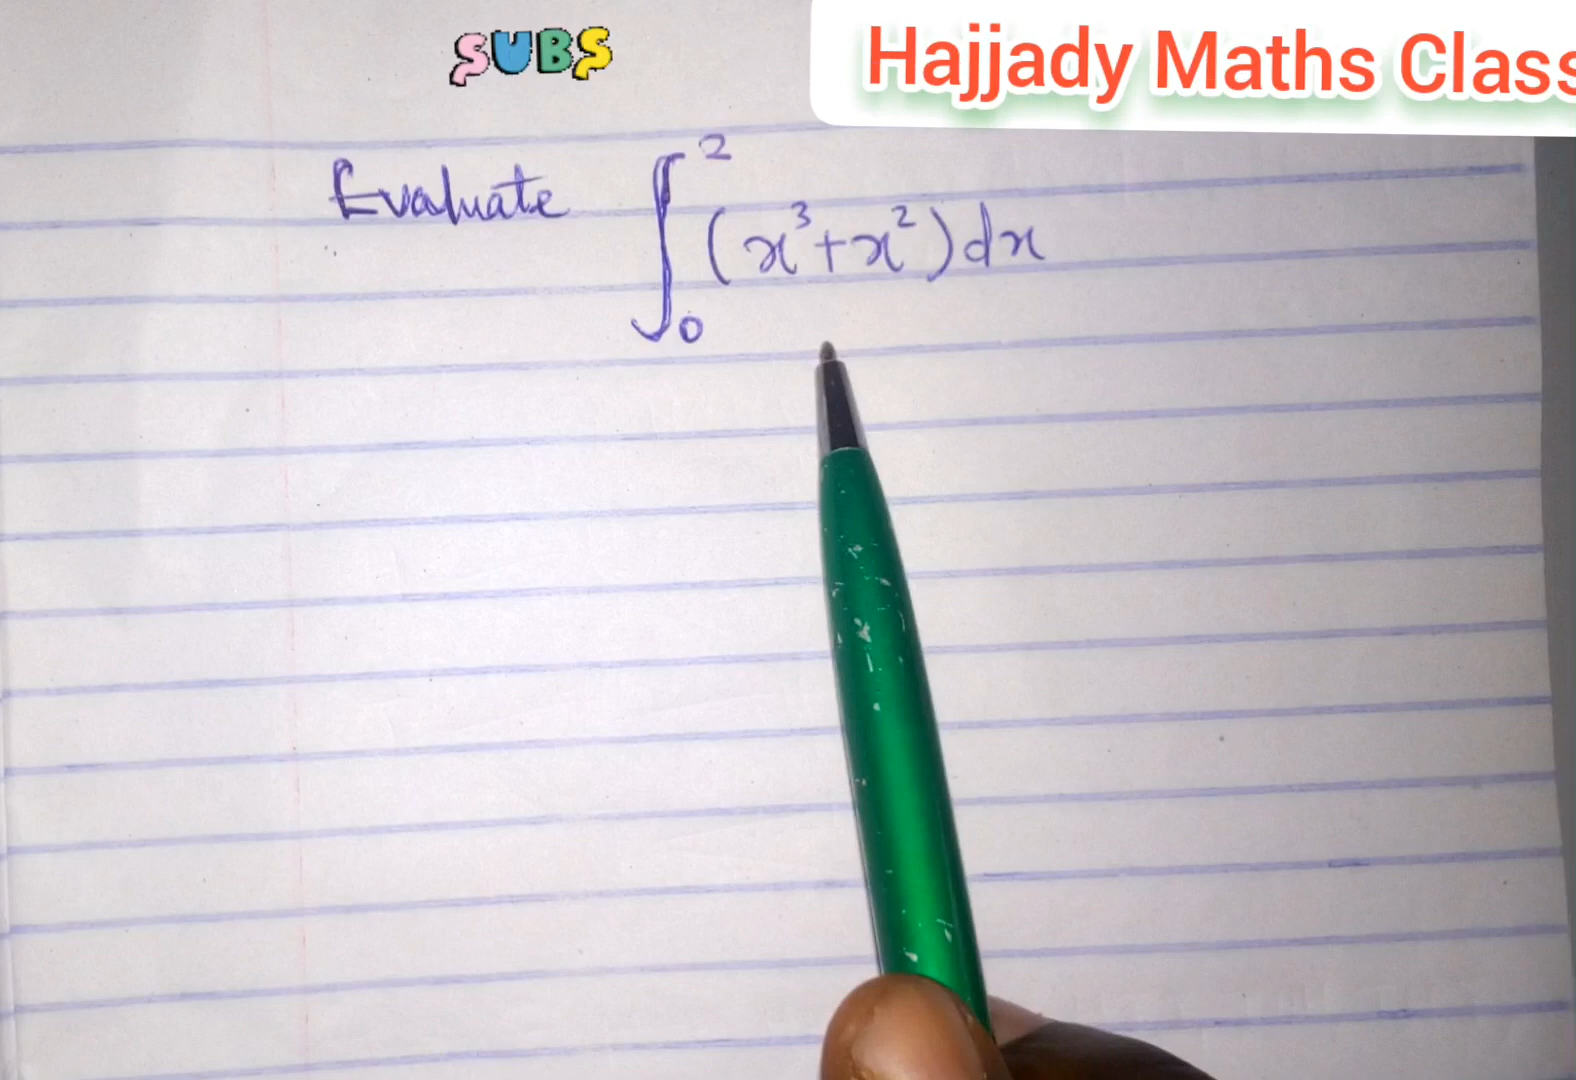 SUBS
Hajjady Maths Class
Evaluate ∫₀² (x³+x²)dx